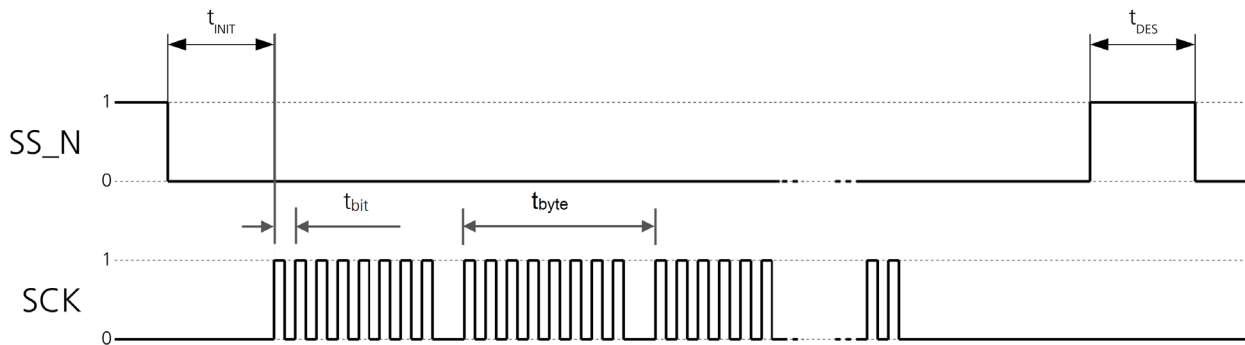 tINIT
tDES
1
SS_N
0
tbit
tbyte
1
SCK
0